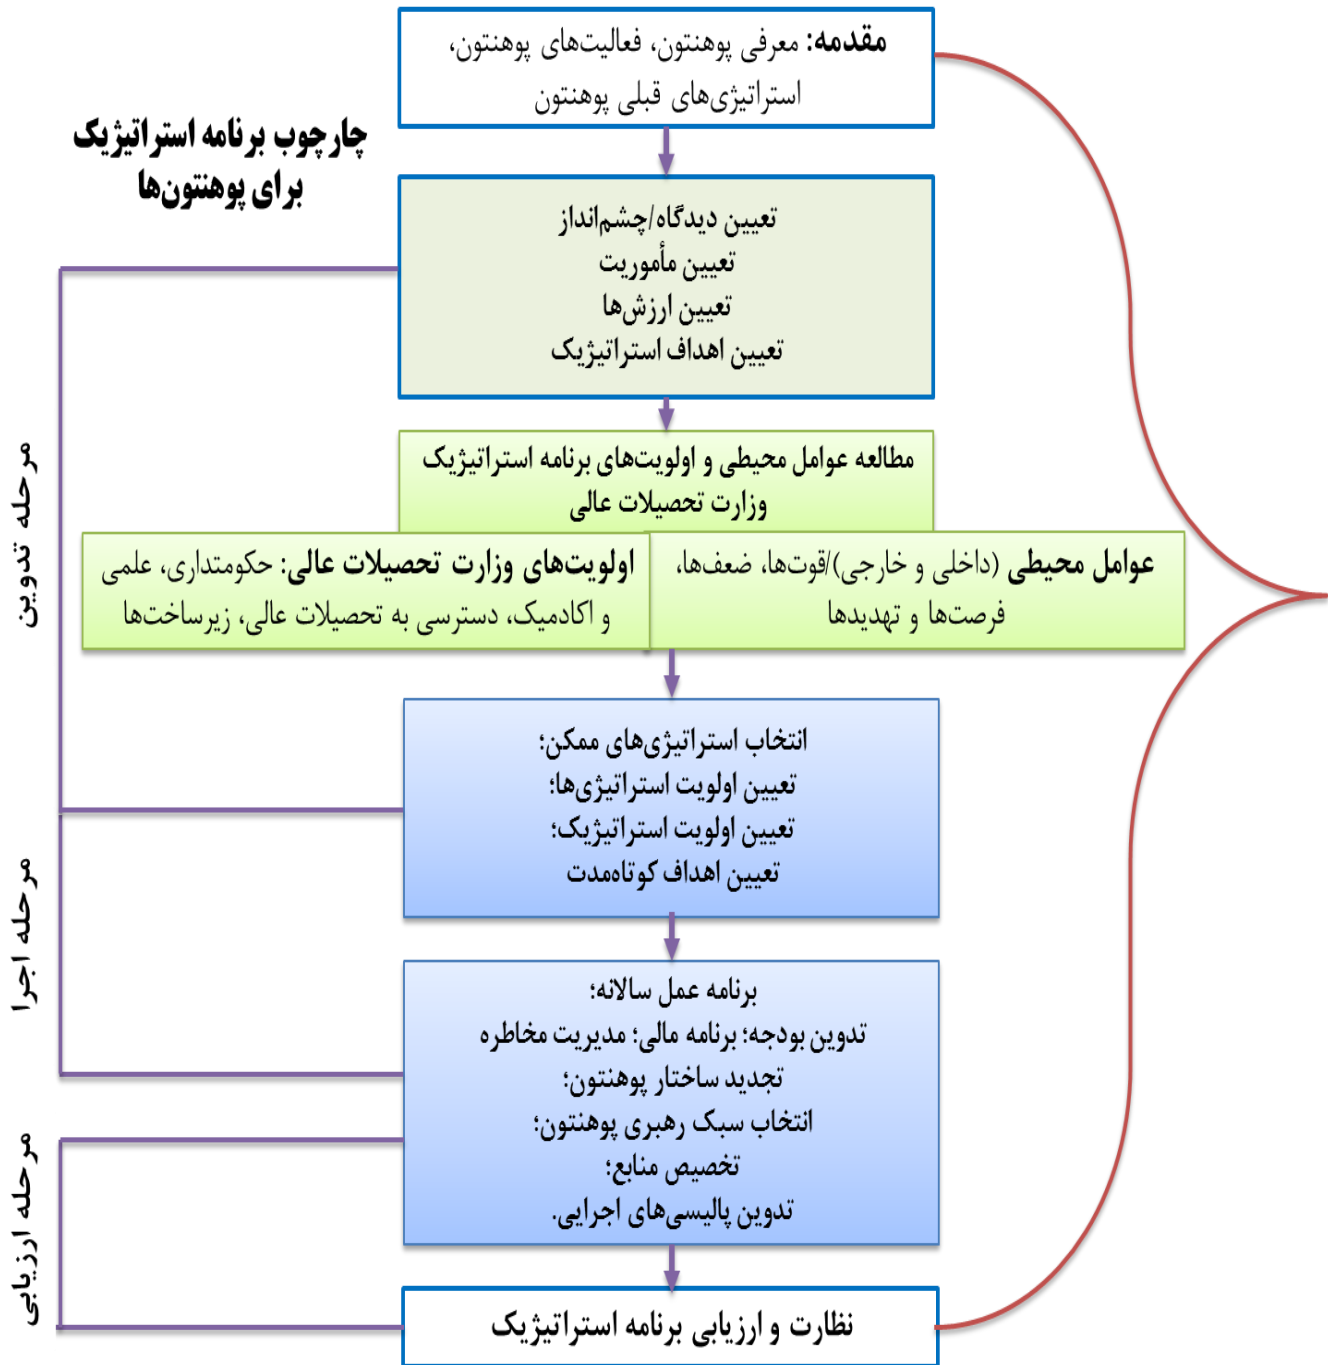 چارچوب برنامه استراتیژیک
برای پوهنتون‌ها
مقدمه: معرفی پوهنتون، فعالیت‌های پوهنتون،
استراتیژی‌های قبلی پوهنتون
تعیین دیدگاه/چشم‌انداز
تعیین مأموریت
تعیین ارزش‌ها
تعیین اهداف استراتیژیک
مطالعه عوامل محیطی و اولویت‌های برنامه استراتیژیک
وزارت تحصیلات عالی
عوامل محیطی (داخلی و خارجی)/قوت‌ها، ضعف‌ها،
فرصت‌ها و تهدیدها
اولویت‌های وزارت تحصیلات عالی: حکومتداری، علمی
و اکادمیک، دسترسی به تحصیلات عالی، زیرساخت‌ها
انتخاب استراتیژی‌های ممکن؛
تعیین اولویت استراتیژی‌ها؛
تعیین اولویت استراتیژیک؛
تعیین اهداف کوتاه‌مدت
برنامه عمل سالانه؛
تدوین بودجه؛ برنامه مالی؛ مدیریت مخاطره
تجدید ساختار پوهنتون؛
انتخاب سبک رهبری پوهنتون؛
تخصیص منابع؛
تدوین پالیسی‌های اجرایی.
نظارت و ارزیابی برنامه استراتیژیک
مرحله تدوین
مرحله اجرا
مرحله ارزیابی